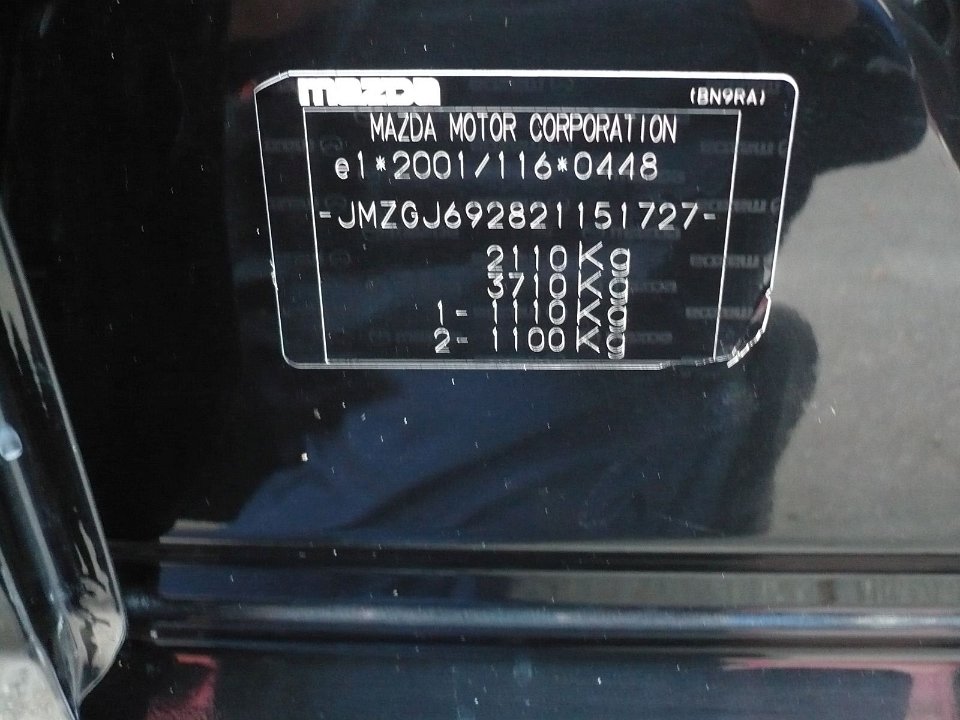 mazda
(BN9RA)
MAZDA MOTOR CORPORATION
e1*2001/116*0448
-JMZGJ692821151727-
2110Kg
3710Kg
1- 1110Kg
2- 1100Kg